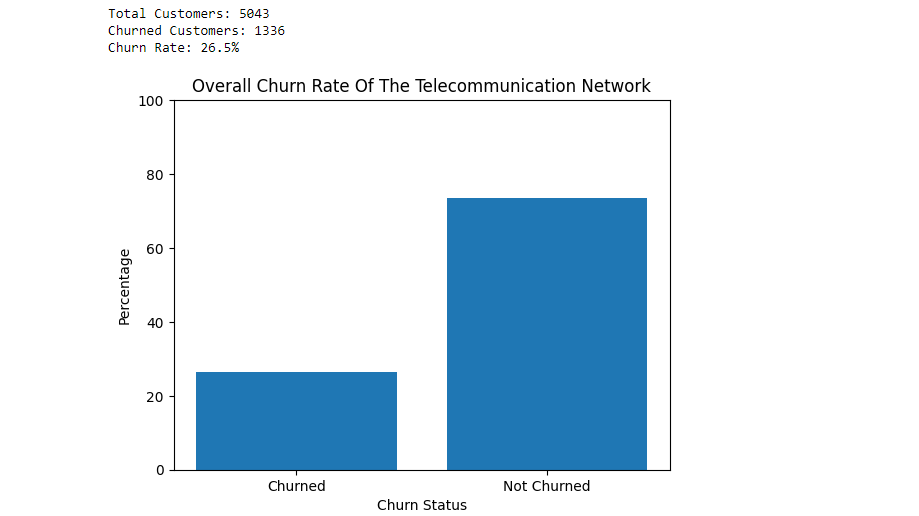 Total Customers: 5043
Churned Customers: 1336
Churn Rate: 26.5%
Overall Churn Rate Of The Telecommunication Network
100
80
60
40
20
0
Percentage
Churned Not Churned
Churn Status